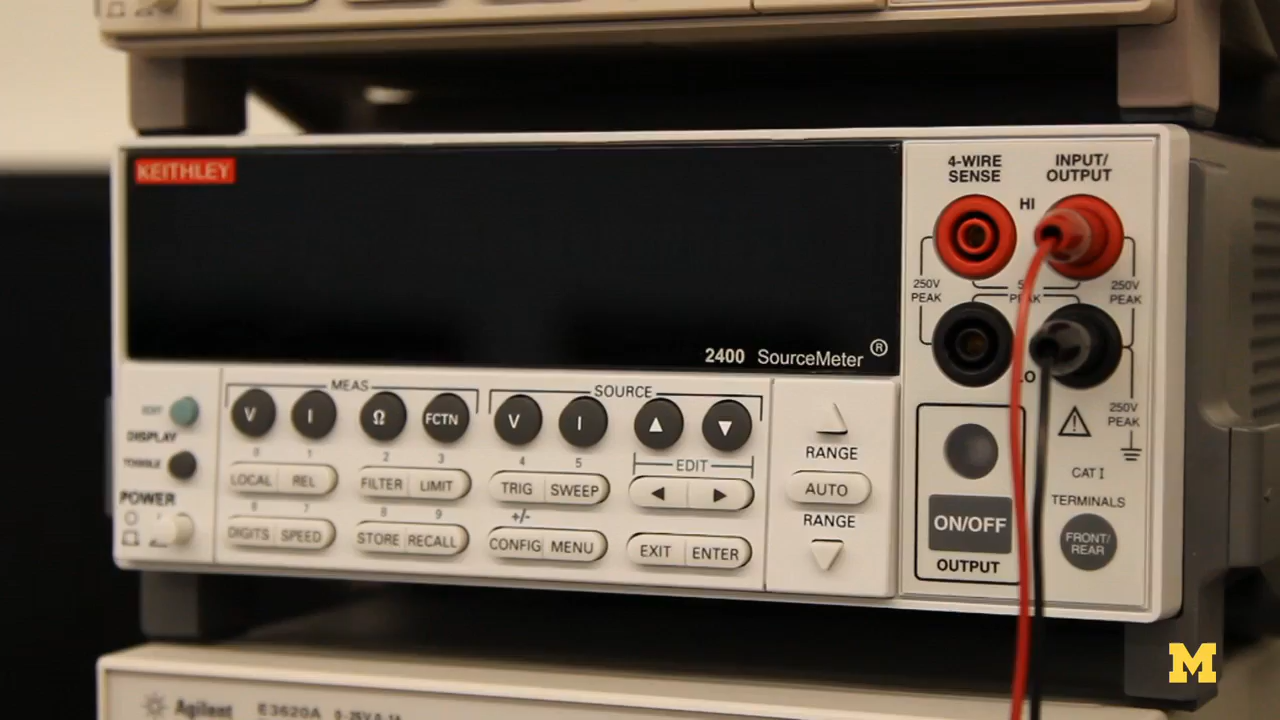 KEITHLEY
2400 SourceMeter®
4-WIRE SENSE
INPUT/OUTPUT
HI
250V PEAK
PEAK
250V PEAK
LO
250V PEAK
CAT I
TERMINALS
FRONT/REAR
ON/OFF
OUTPUT
MEAS
SOURCE
EDIT
V I Ω FCTN V I ▲ ▼
DISPLAY
0 1 2 3 4 5
EDIT
RANGE
TOGGLE
LOCAL REL FILTER LIMIT TRIG SWEEP ◀ ▶
AUTO
POWER
6 7 8 9 +/-
RANGE
DIGITS SPEED STORE RECALL CONFIG MENU EXIT ENTER
Agilent E3620A 0-25V
M